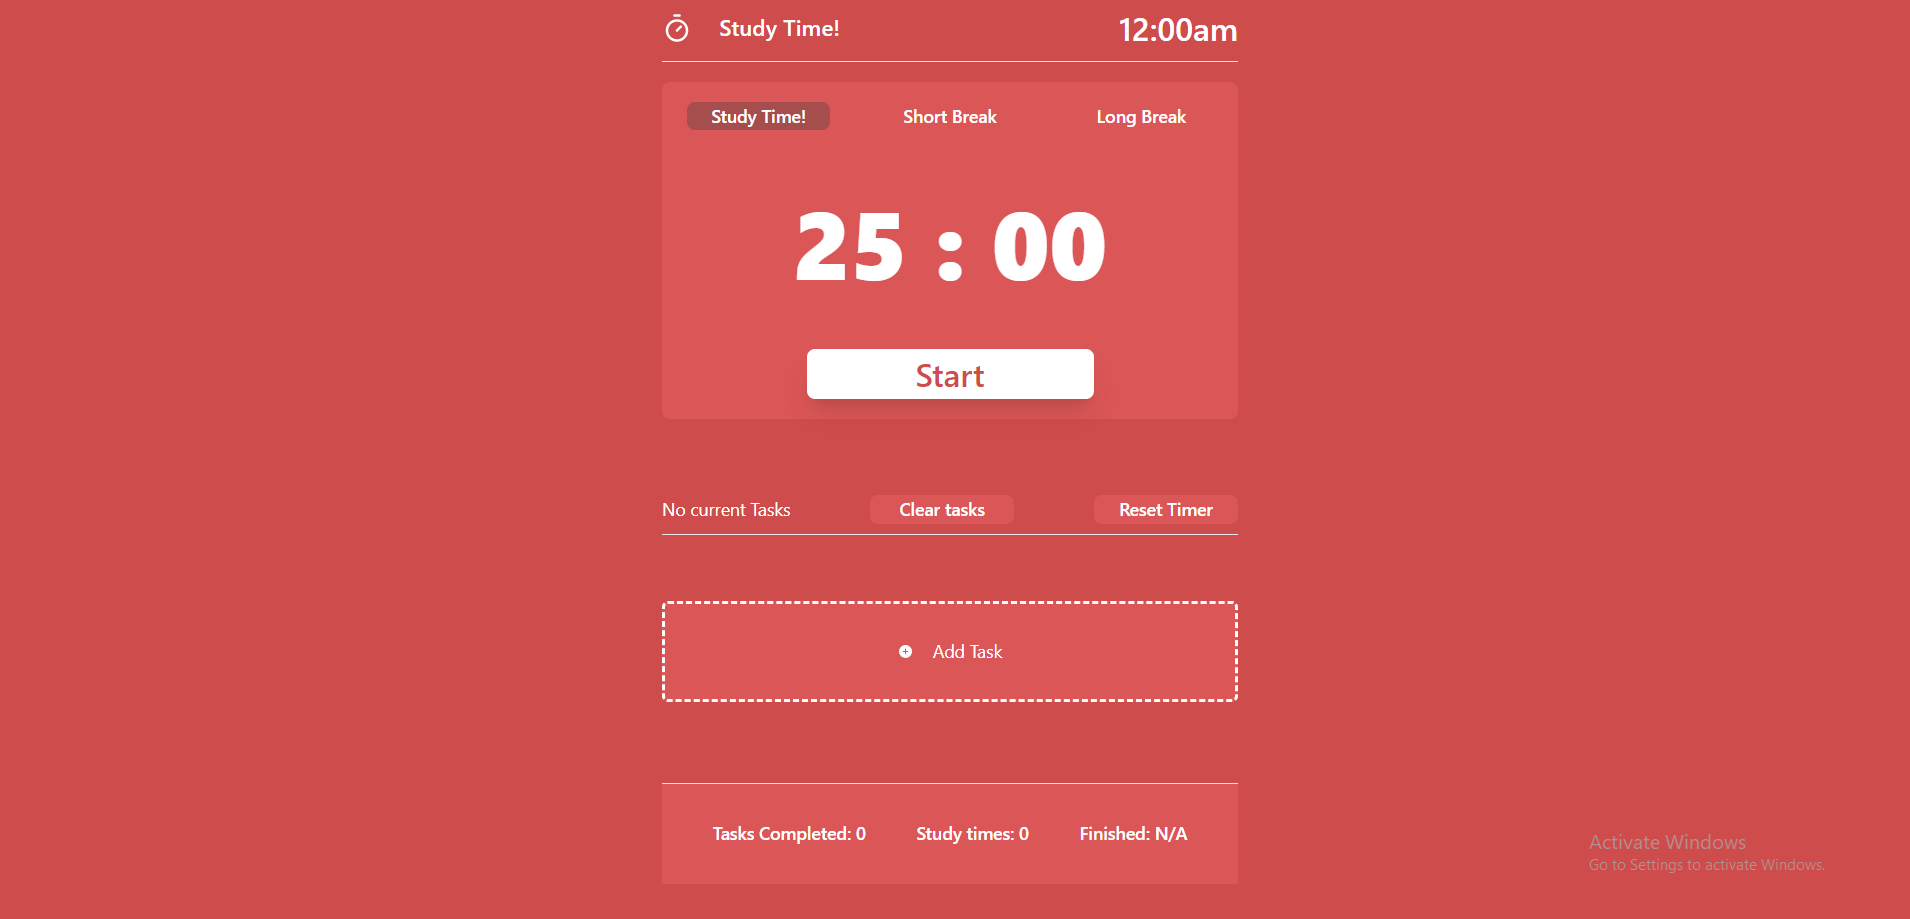 Study Time!
12:00am
Study Time!
Short Break
Long Break
25 : 00
Start
No current Tasks
Clear tasks
Reset Timer
Add Task
Tasks Completed: 0
Study times: 0
Finished: N/A
Activate Windows
Go to Settings to activate Windows.